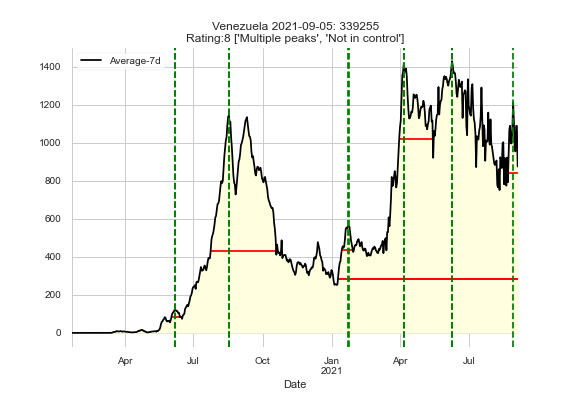 Venezuela 2021-09-05: 339255
Rating:8 ['Multiple peaks', 'Not in control']
Average-7d
1400
1200
1000
800
600
400
200
0
Apr Jul Oct Jan Apr Jul
2021
Date